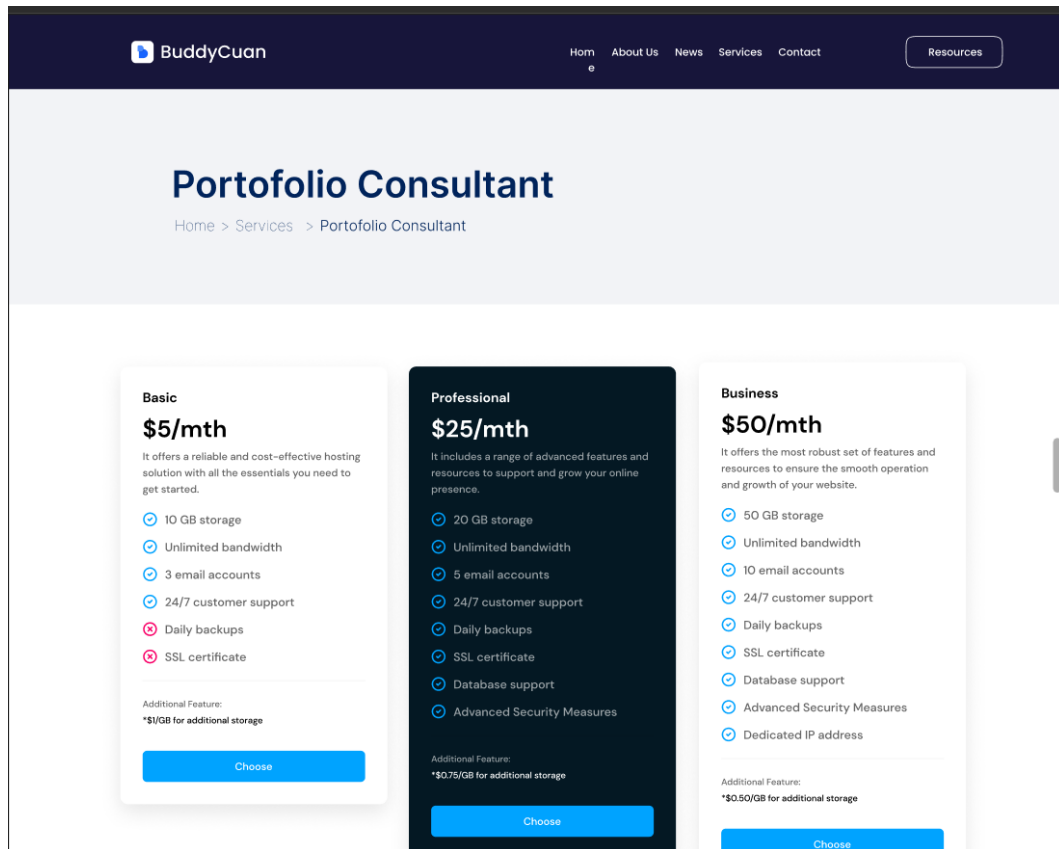 BuddyCuan
Hom
e
About Us
News
Services
Contact
Resources
Portofolio Consultant
Home > Services > Portofolio Consultant
Basic
$5/mth
It offers a reliable and cost-effective hosting
solution with all the essentials you need to
get started.
10 GB storage
Unlimited bandwidth
3 email accounts
24/7 customer support
Daily backups
SSL certificate
Additional Feature:
*$1/GB for additional storage
Choose
Professional
$25/mth
It includes a range of advanced features and
resources to support and grow your online
presence.
20 GB storage
Unlimited bandwidth
5 email accounts
24/7 customer support
Daily backups
SSL certificate
Database support
Advanced Security Measures
Additional Feature:
*$0.75/GB for additional storage
Choose
Business
$50/mth
It offers the most robust set of features and
resources to ensure the smooth operation
and growth of your website.
50 GB storage
Unlimited bandwidth
10 email accounts
24/7 customer support
Daily backups
SSL certificate
Database support
Advanced Security Measures
Dedicated IP address
Additional Feature:
*$0.50/GB for additional storage
Choose